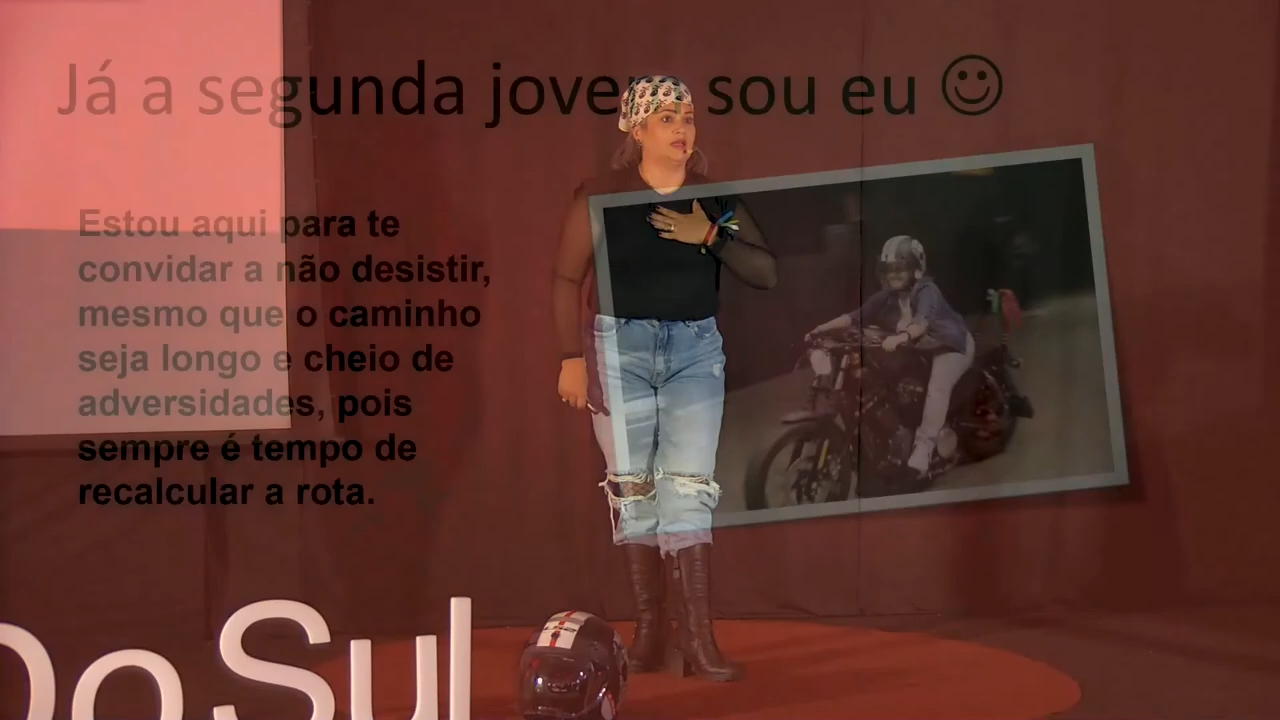 Já a segunda jovem sou eu ☺
Estou aqui para te
convidar a não desistir,
mesmo que o caminho
seja longo e cheio de
adversidades, pois
sempre é tempo de
recalcular a rota.
DoSul